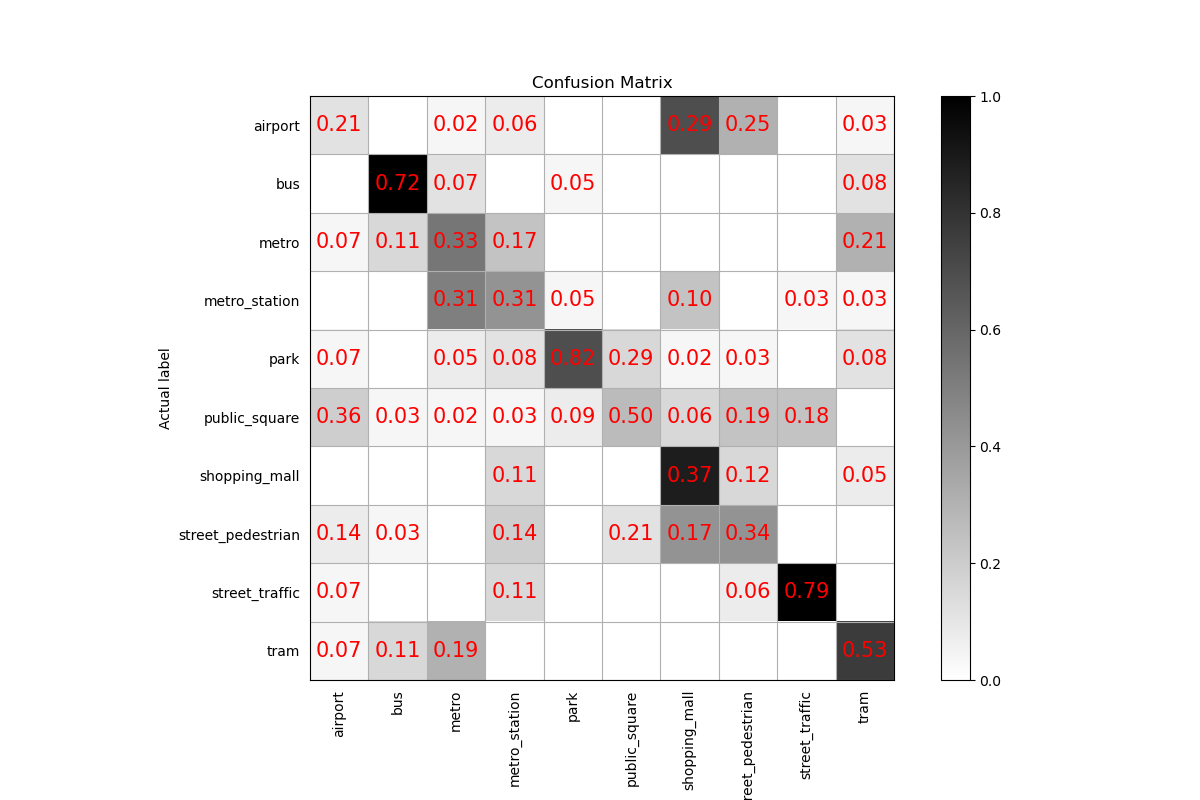 Confusion Matrix
airport 0.21 0.02 0.06 0.29 0.25 0.03
bus 0.72 0.07 0.05 0.08
metro 0.07 0.11 0.33 0.17 0.21
metro_station 0.31 0.31 0.05 0.10 0.03 0.03
park 0.07 0.05 0.08 0.82 0.29 0.02 0.03 0.08
public_square 0.36 0.03 0.02 0.03 0.09 0.50 0.06 0.19 0.18
shopping_mall 0.11 0.37 0.12 0.05
street_pedestrian 0.14 0.03 0.14 0.21 0.17 0.34
street_traffic 0.07 0.11 0.06 0.79
tram 0.07 0.11 0.19 0.53
Actual label
airport
bus
metro
metro_station
park
public_square
shopping_mall
reet_pedestrian
street_traffic
tram
1.0
0.8
0.6
0.4
0.2
0.0